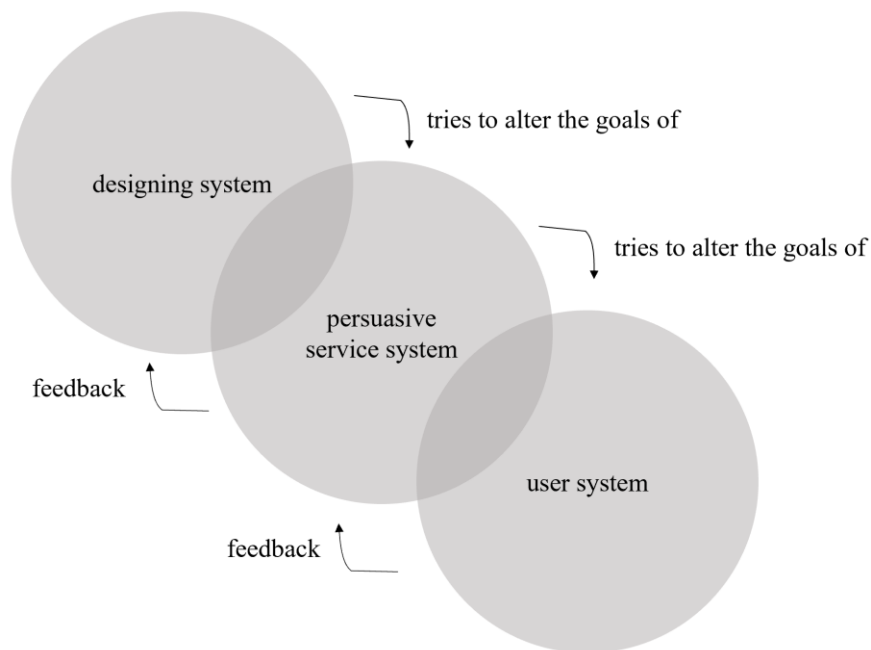 tries to alter the goals of
designing system
tries to alter the goals of
persuasive
service system
feedback
user system
feedback